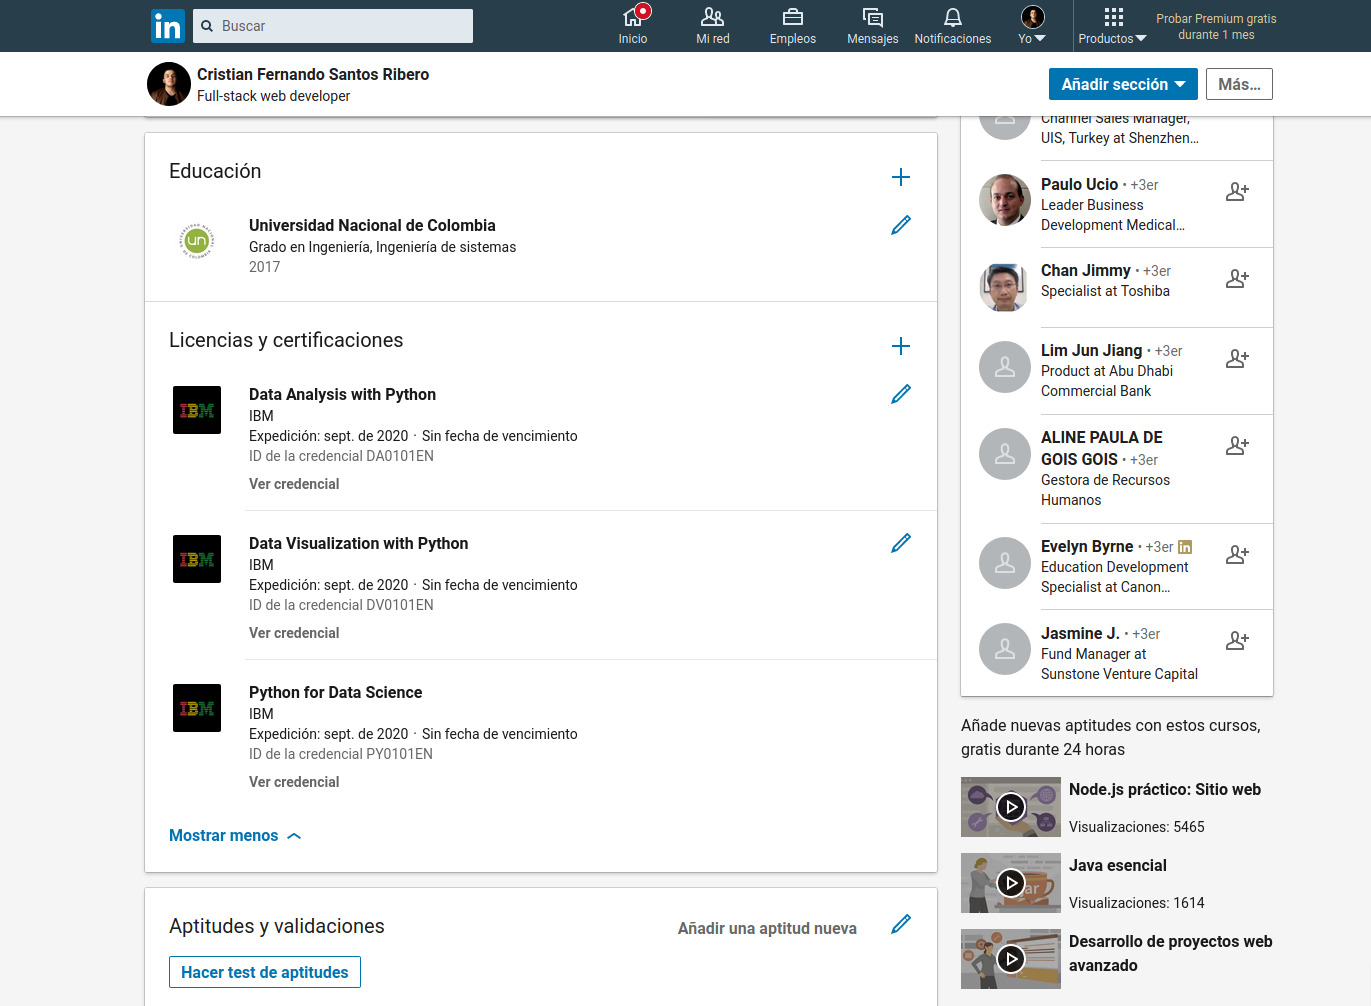 in
Buscar
Inicio
Mi red
Empleos
Mensajes
Notificaciones
Yo
Productos
Probar Premium gratis
durante 1 mes
Cristian Fernando Santos Ribero
Full-stack web developer
Añadir sección
Más...
Educación
Universidad Nacional de Colombia
Grado en Ingeniería, Ingeniería de sistemas
2017
Licencias y certificaciones
IBM
Data Analysis with Python
IBM
Expedición: sept. de 2020 · Sin fecha de vencimiento
ID de la credencial DA0101EN
Ver credencial
IBM
Data Visualization with Python
IBM
Expedición: sept. de 2020 · Sin fecha de vencimiento
ID de la credencial DV0101EN
Ver credencial
IBM
Python for Data Science
IBM
Expedición: sept. de 2020 · Sin fecha de vencimiento
ID de la credencial PY0101EN
Ver credencial
Mostrar menos
Aptitudes y validaciones
Añadir una aptitud nueva
Hacer test de aptitudes
Channel Sales Manager,
UIS, Turkey at Shenzhen...
Paulo Ucio • +3er
Leader Business
Development Medical...
Chan Jimmy • +3er
Specialist at Toshiba
Lim Jun Jiang • +3er
Product at Abu Dhabi
Commercial Bank
ALINE PAULA DE
GOIS GOIS • +3er
Gestora de Recursos
Humanos
Evelyn Byrne • +3er in
Education Development
Specialist at Canon...
Jasmine J. • +3er
Fund Manager at
Sunstone Venture Capital
Añade nuevas aptitudes con estos cursos,
gratis durante 24 horas
Node.js práctico: Sitio web
Visualizaciones: 5465
Java esencial
Visualizaciones: 1614
Desarrollo de proyectos web
avanzado